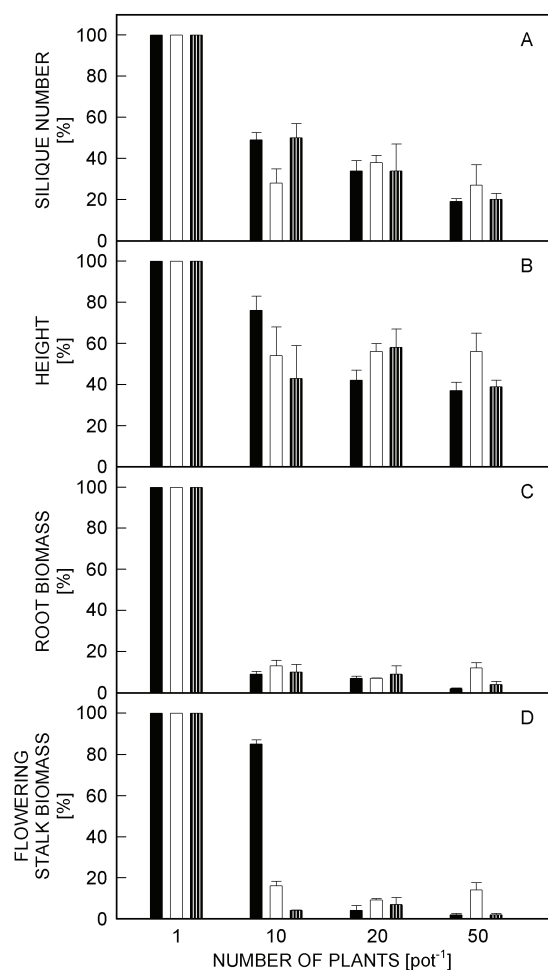 A
SILIQUE NUMBER
[%]
100
80
60
40
20
0
B
HEIGHT
[%]
100
80
60
40
20
0
C
ROOT BIOMASS
[%]
100
80
60
40
20
0
D
FLOWERING
STALK BIOMASS
[%]
100
80
60
40
20
0
1 10 20 50
NUMBER OF PLANTS [pot⁻¹]